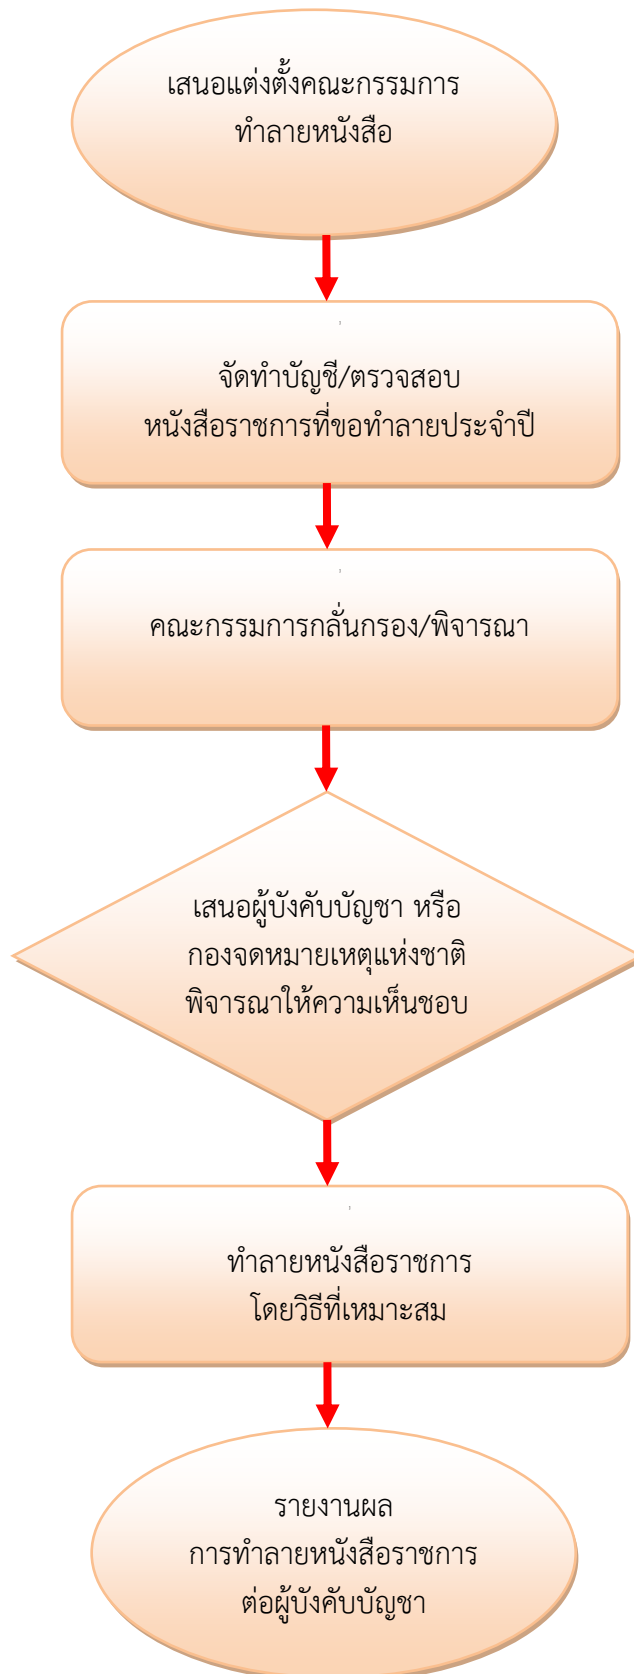 เสนอแต่งตั้งคณะกรรมการ
ทำลายหนังสือ
จัดทำบัญชี/ตรวจสอบ
หนังสือราชการที่ขอทำลายประจำปี
คณะกรรมการกลั่นกรอง/พิจารณา
เสนอผู้บังคับบัญชา หรือ
กองจดหมายเหตุแห่งชาติ
พิจารณาให้ความเห็นชอบ
ทำลายหนังสือราชการ
โดยวิธีที่เหมาะสม
รายงานผล
การทำลายหนังสือราชการ
ต่อผู้บังคับบัญชา